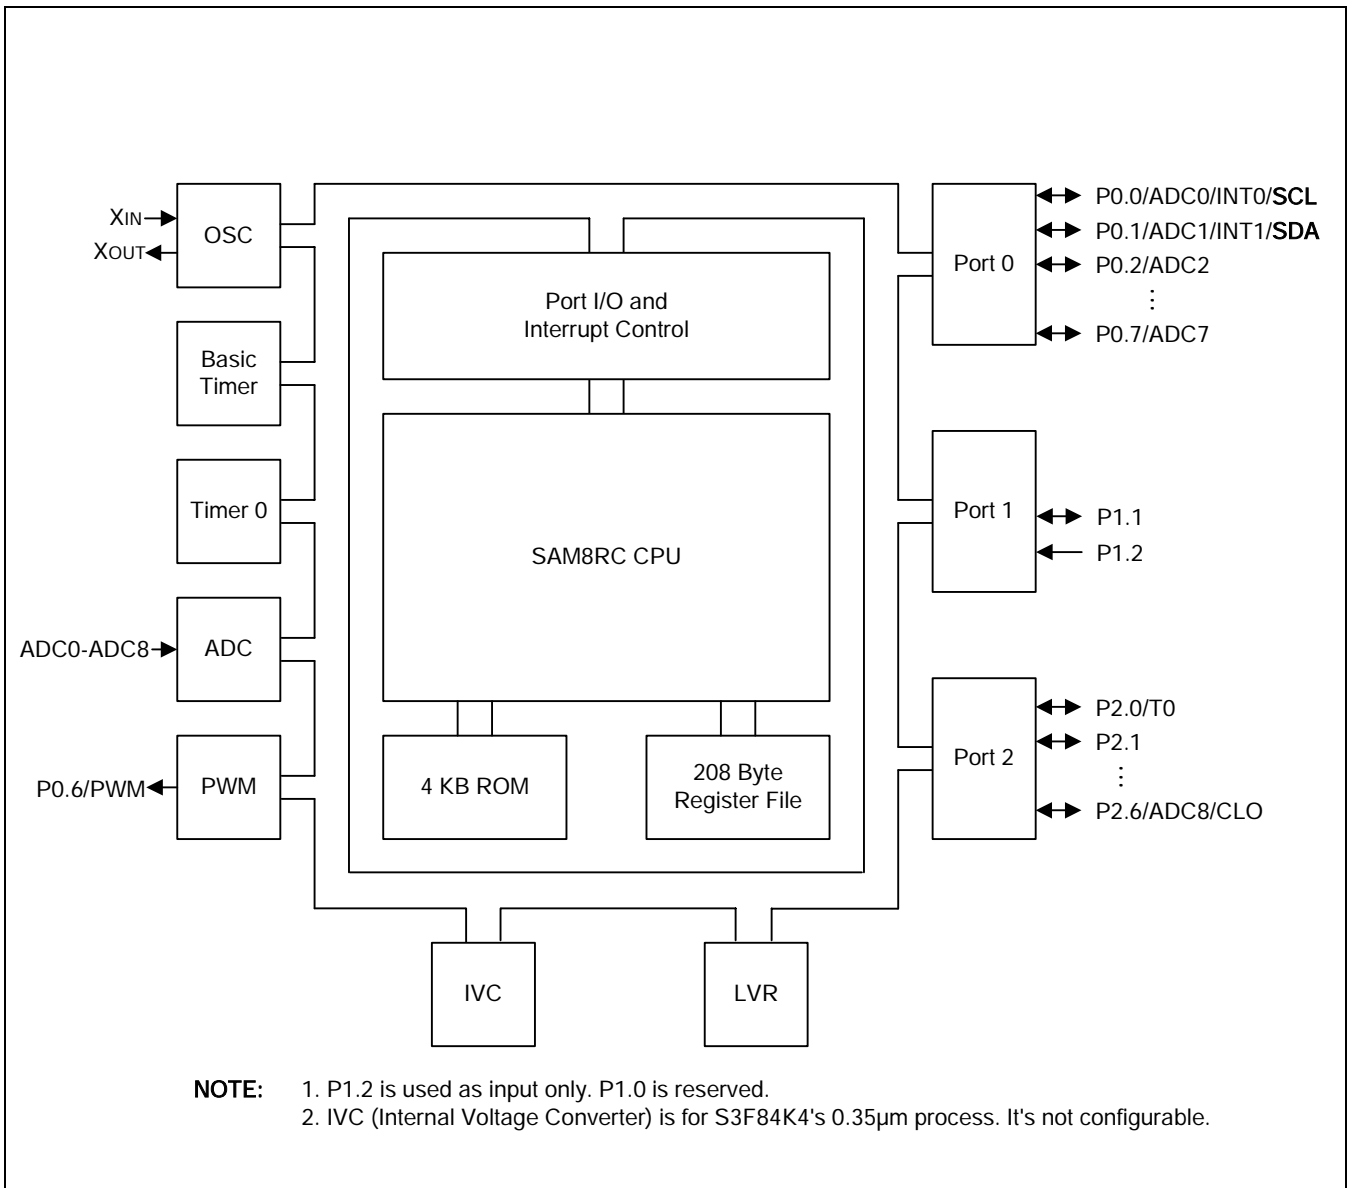 XIN
XOUT
OSC
Basic
Timer
Timer 0
ADC0-ADC8
ADC
P0.6/PWM
PWM
Port I/O and
Interrupt Control
SAM8RC CPU
4 KB ROM
208 Byte
Register File
IVC
LVR
Port 0
P0.0/ADC0/INT0/SCL
P0.1/ADC1/INT1/SDA
P0.2/ADC2
⋮
P0.7/ADC7
Port 1
P1.1
P1.2
Port 2
P2.0/T0
P2.1
⋮
P2.6/ADC8/CLO
NOTE: 1. P1.2 is used as input only. P1.0 is reserved.
2. IVC (Internal Voltage Converter) is for S3F84K4's 0.35µm process. It's not configurable.